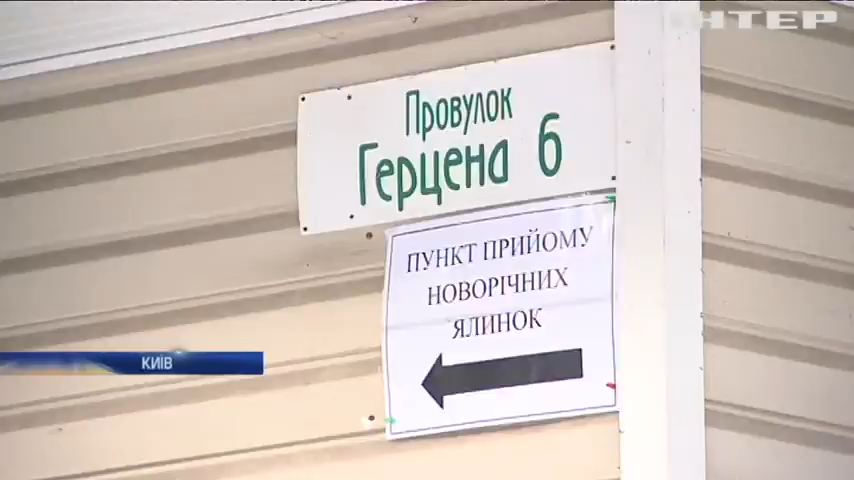 ІНТЕР
Провулок
Герцена 6
ПУНКТ ПРИЙОМУ
НОВОРІЧНИХ
ЯЛИНОК
КИЇВ